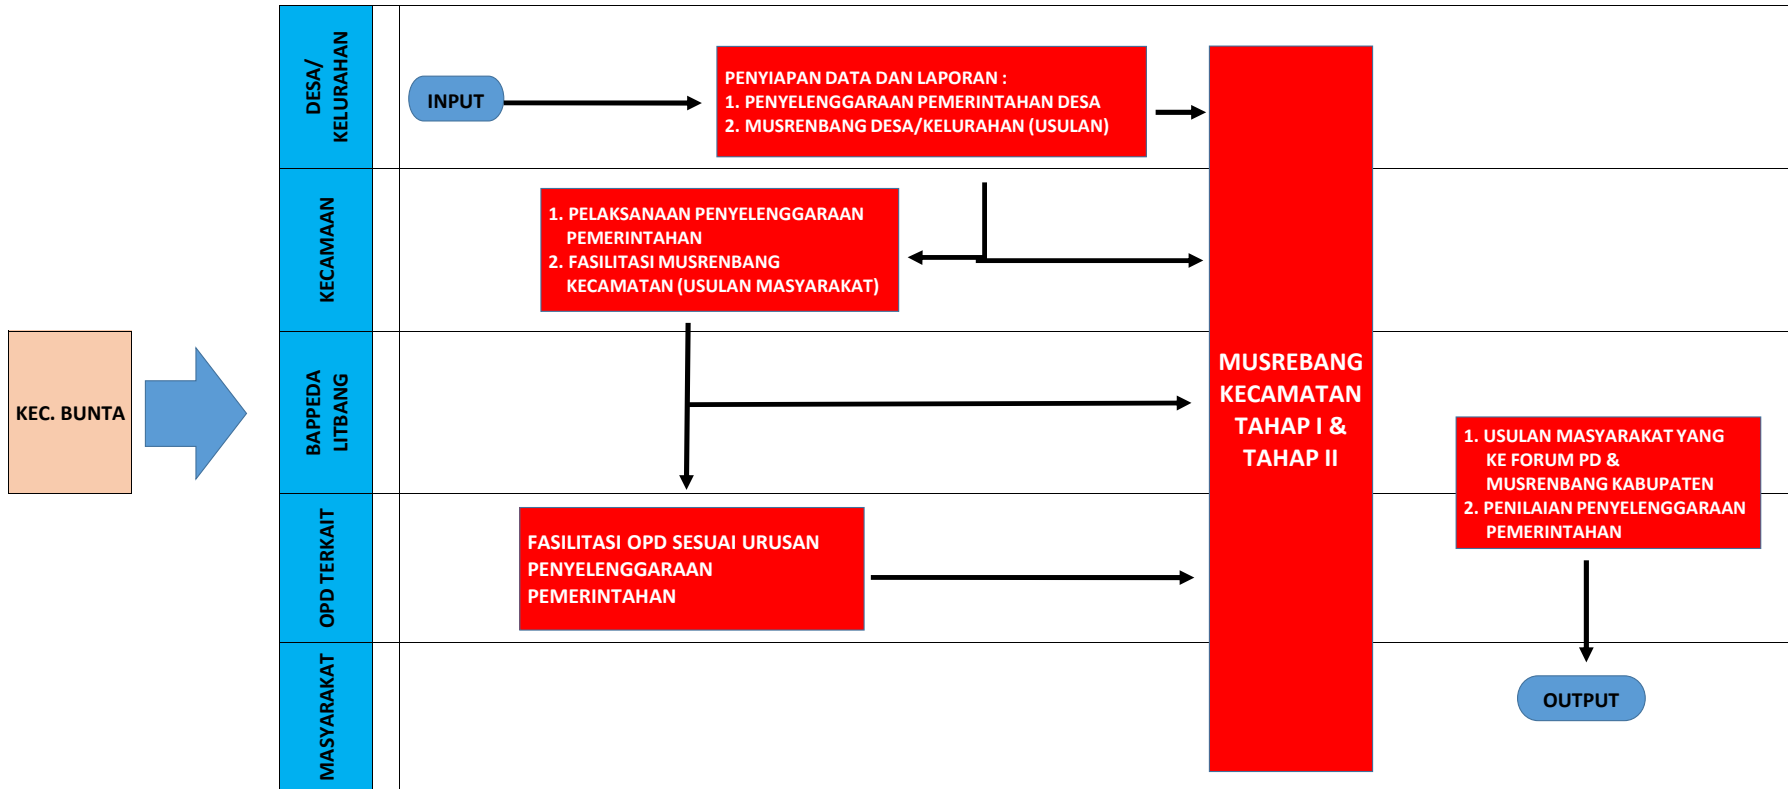 KEC. BUNTA
DESA/
KELURAHAN
INPUT
PENYIAPAN DATA DAN LAPORAN :
1. PENYELENGGARAAN PEMERINTAHAN DESA
2. MUSRENBANG DESA/KELURAHAN (USULAN)
KECAMAAN
1. PELAKSANAAN PENYELENGGARAAN
PEMERINTAHAN
2. FASILITASI MUSRENBANG
KECAMATAN (USULAN MASYARAKAT)
BAPPEDA
LITBANG
MUSREBANG
KECAMATAN
TAHAP I &
TAHAP II
1. USULAN MASYARAKAT YANG
KE FORUM PD &
MUSRENBANG KABUPATEN
2. PENILAIAN PENYELENGGARAAN
PEMERINTAHAN
OPD TERKAIT
FASILITASI OPD SESUAI URUSAN
PENYELENGGARAAN
PEMERINTAHAN
MASYARAKAT
OUTPUT